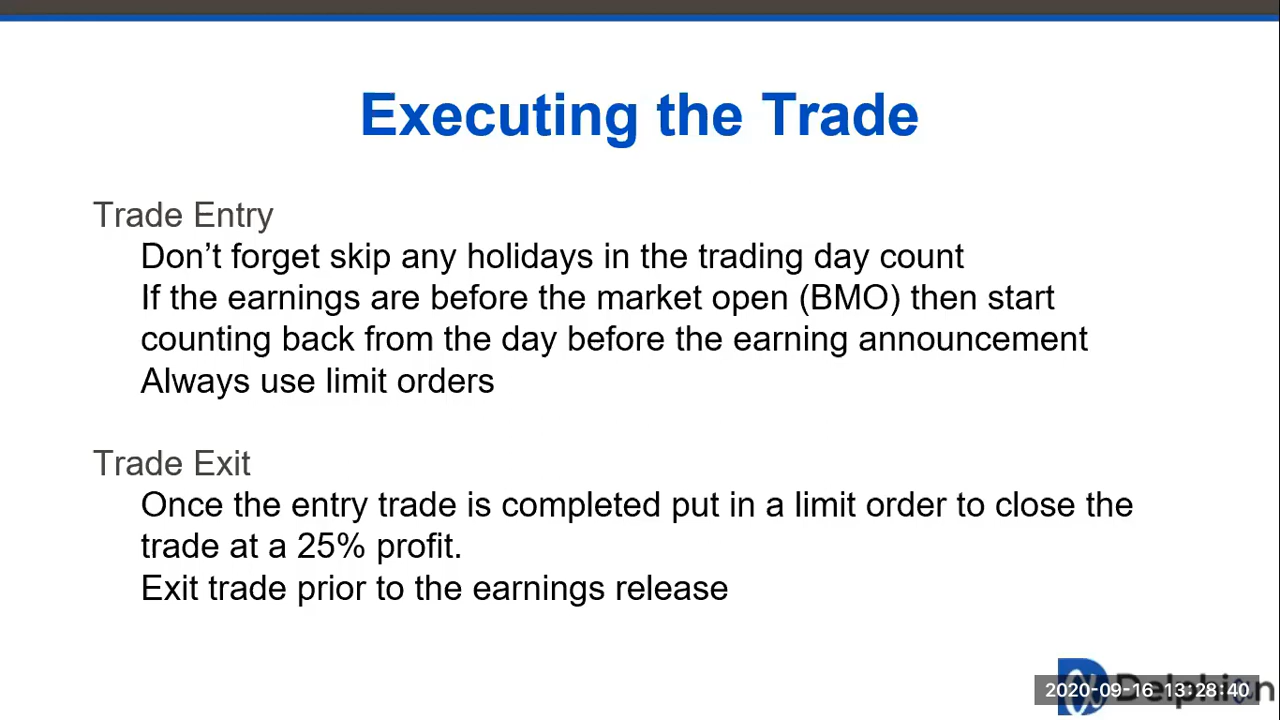 Executing the Trade
Trade Entry
Don’t forget skip any holidays in the trading day count
If the earnings are before the market open (BMO) then start
counting back from the day before the earning announcement
Always use limit orders
Trade Exit
Once the entry trade is completed put in a limit order to close the
trade at a 25% profit.
Exit trade prior to the earnings release
2020-09-16 13:28:40